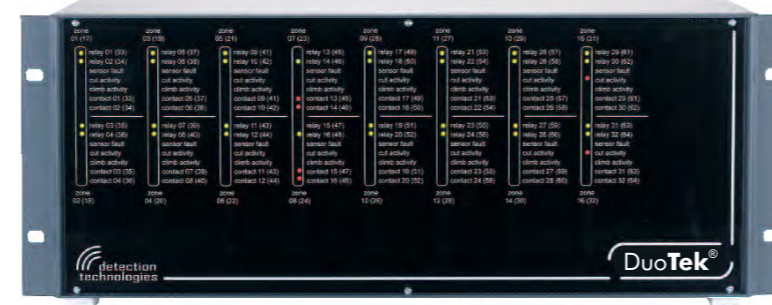 zone
01 (17)
relay 01 (33)
relay 02 (34)
sensor fault
cut activity
climb activity
contact 01 (33)
contact 02 (34)
relay 03 (35)
relay 04 (36)
sensor fault
cut activity
climb activity
contact 03 (35)
contact 04 (36)
zone
02 (18)
zone
03 (19)
relay 05 (37)
relay 06 (38)
sensor fault
cut activity
climb activity
contact 05 (37)
contact 06 (38)
relay 07 (39)
relay 08 (40)
sensor fault
cut activity
climb activity
contact 07 (39)
contact 08 (40)
zone
04 (20)
zone
05 (21)
relay 09 (41)
relay 10 (42)
sensor fault
cut activity
climb activity
contact 09 (41)
contact 10 (42)
relay 11 (43)
relay 12 (44)
sensor fault
cut activity
climb activity
contact 11 (43)
contact 12 (44)
zone
06 (22)
zone
07 (23)
relay 13 (45)
relay 14 (46)
sensor fault
cut activity
climb activity
contact 13 (45)
contact 14 (46)
relay 15 (47)
relay 16 (48)
sensor fault
cut activity
climb activity
contact 15 (47)
contact 16 (48)
zone
08 (24)
zone
09 (25)
relay 17 (49)
relay 18 (50)
sensor fault
cut activity
climb activity
contact 17 (49)
contact 18 (50)
relay 19 (51)
relay 20 (52)
sensor fault
cut activity
climb activity
contact 19 (51)
contact 20 (52)
zone
10 (26)
zone
11 (27)
relay 21 (53)
relay 22 (54)
sensor fault
cut activity
climb activity
contact 21 (53)
contact 22 (54)
relay 23 (55)
relay 24 (56)
sensor fault
cut activity
climb activity
contact 23 (55)
contact 24 (56)
zone
12 (28)
zone
13 (29)
relay 25 (57)
relay 26 (58)
sensor fault
cut activity
climb activity
contact 25 (57)
contact 26 (58)
relay 27 (59)
relay 28 (60)
sensor fault
cut activity
climb activity
contact 27 (59)
contact 28 (60)
zone
14 (30)
zone
15 (31)
relay 29 (61)
relay 30 (62)
sensor fault
cut activity
climb activity
contact 29 (61)
contact 30 (62)
relay 31 (63)
relay 32 (64)
sensor fault
cut activity
climb activity
contact 31 (63)
contact 32 (64)
zone
16 (32)
detection
technologies
DuoTek®